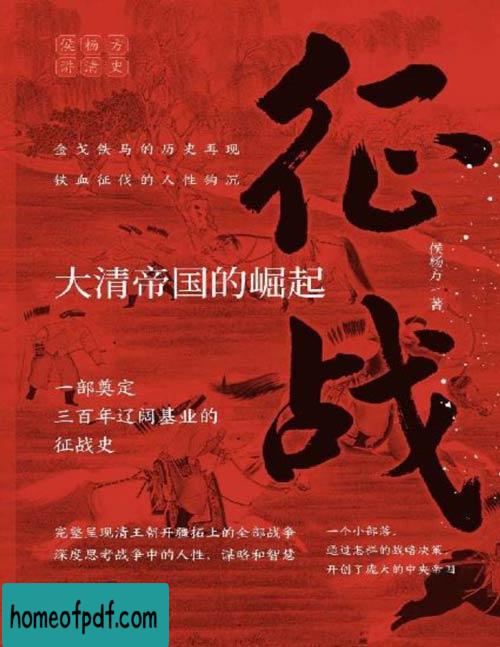 侯杨方
讲清史
征战
金戈铁马的历史再现
铁血征伐的人性钩沉
侯杨方 著
大清帝国的崛起
一部奠定
三百年辽阔基业的
征战史
完整呈现清王朝开疆拓土的全部战争
深度思考战争中的人性、谋略和智慧
一个小部落,
通过怎样的战略决策,
开创了庞大的中央帝国
homeofpdf.com